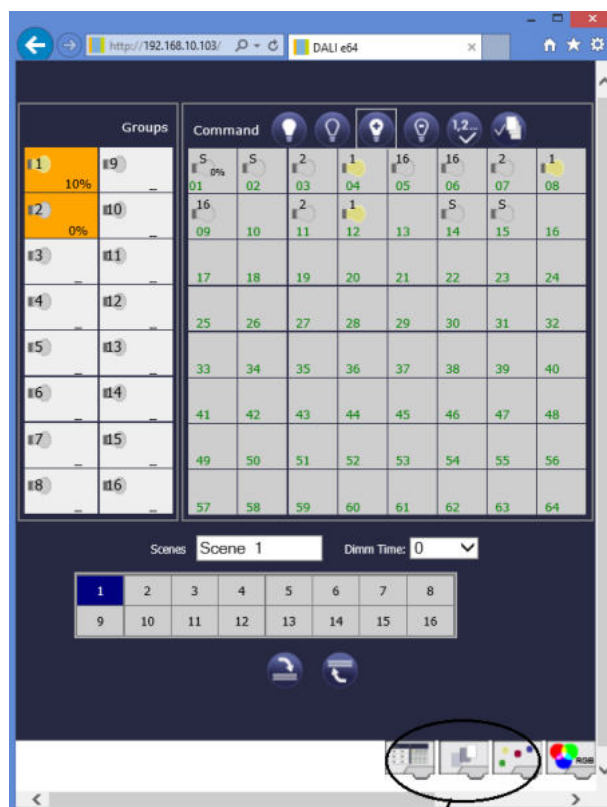 http://192.168.10.103/
DALI e64
Groups
Command
1,2...
1 10% 9 _
2 0% 10 _
3 _ 11 _
4 _ 12 _
5 _ 13 _
6 _ 14 _
7 _ 15 _
8 _ 16 _
S 0% S 2 1 16 16 2 1
01 02 03 04 05 06 07 08
16 2 1 S S
09 10 11 12 13 14 15 16
17 18 19 20 21 22 23 24
25 26 27 28 29 30 31 32
33 34 35 36 37 38 39 40
41 42 43 44 45 46 47 48
49 50 51 52 53 54 55 56
57 58 59 60 61 62 63 64
Scenes Scene 1 Dimm Time: 0
1 2 3 4 5 6 7 8
9 10 11 12 13 14 15 16
RGB